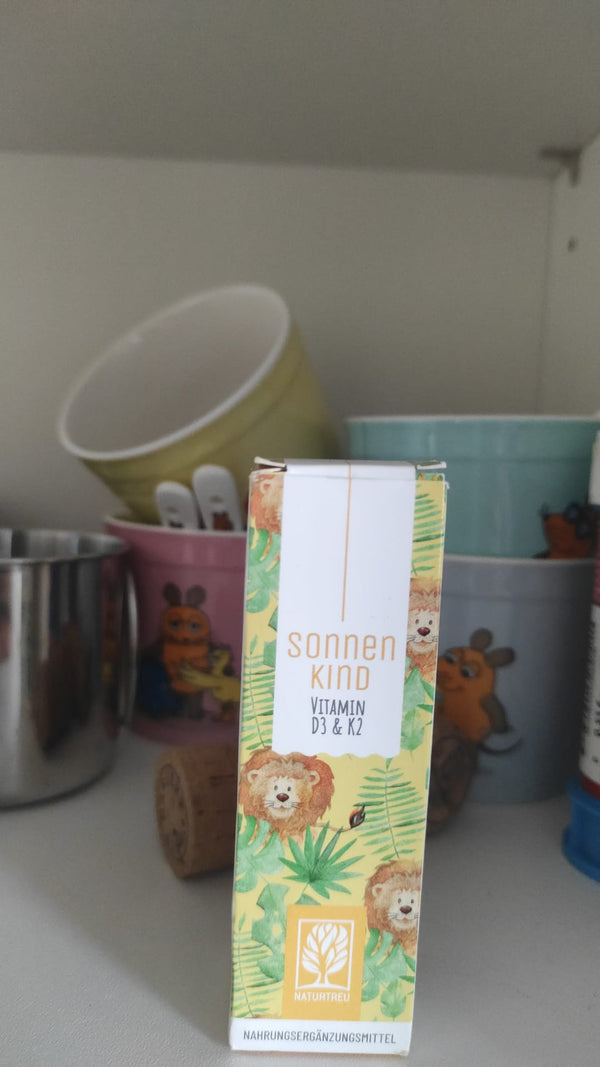 sonnen
kind
VITAMIN
D3 & K2
NATURTREU
NAHRUNGSERGÄNZUNGSMITTEL